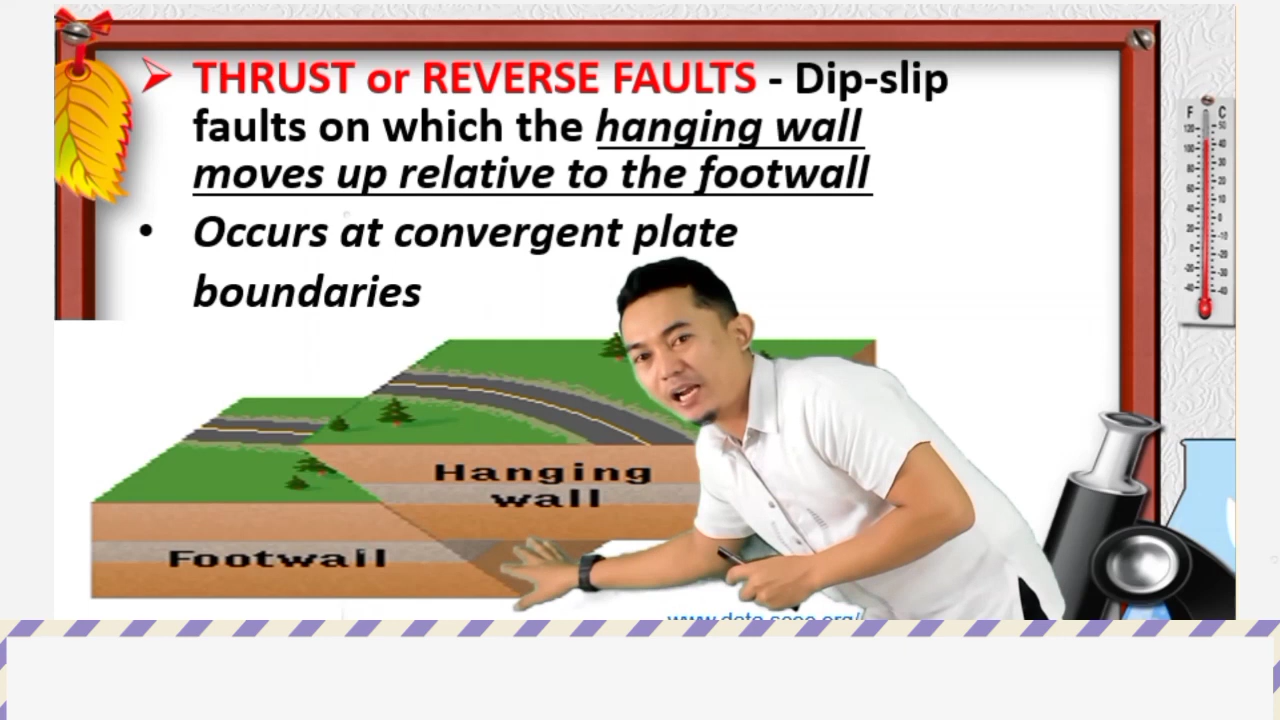 THRUST or REVERSE FAULTS - Dip-slip
faults on which the hanging wall
moves up relative to the footwall
• Occurs at convergent plate
boundaries
F C
Hanging
wall
Footwall